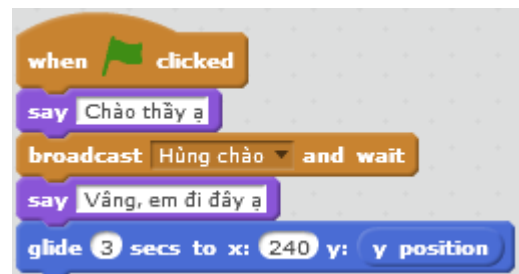 when clicked
say Chào thầy ạ
broadcast Hùng chào and wait
say Vâng, em đi đây ạ
glide 3 secs to x: 240 y: y position